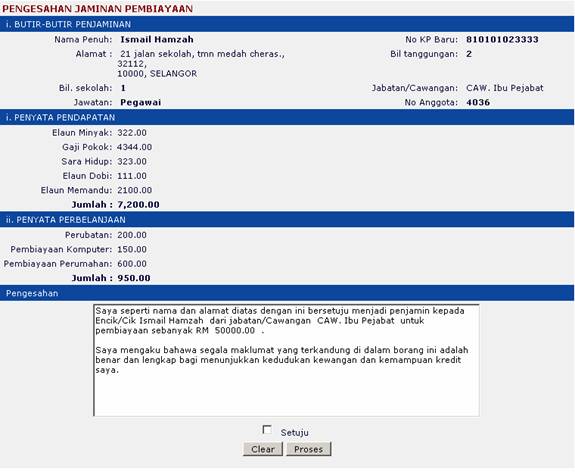 PENGESAHAN JAMINAN PEMBIAYAAN
i. BUTIR-BUTIR PENJAMINAN
Nama Penuh: Ismail Hamzah No KP Baru: 810101023333
Alamat : 21 jalan sekolah, tmn medah cheras., Bil tanggungan: 2
32112,
10000, SELANGOR
Bil. sekolah: 1 Jabatan/Cawangan: CAW. Ibu Pejabat
Jawatan: Pegawai No Anggota: 4036
i. PENYATA PENDAPATAN
Elaun Minyak: 322.00
Gaji Pokok: 4344.00
Sara Hidup: 323.00
Elaun Dobi: 111.00
Elaun Memandu: 2100.00
Jumlah : 7,200.00
ii. PENYATA PERBELANJAAN
Perubatan: 200.00
Pembiayaan Komputer: 150.00
Pembiayaan Perumahan: 600.00
Jumlah : 950.00
Pengesahan
Saya seperti nama dan alamat diatas dengan ini bersetuju menjadi penjamin kepada
Encik/Cik Ismail Hamzah dari jabatan/Cawangan CAW. Ibu Pejabat untuk
pembiayaan sebanyak RM 50000.00 .
Saya mengaku bahawa segala maklumat yang terkandung di dalam borang ini adalah
benar dan lengkap bagi menunjukkan kedudukan kewangan dan kemampuan kredit
saya.
Setuju
Clear Proses